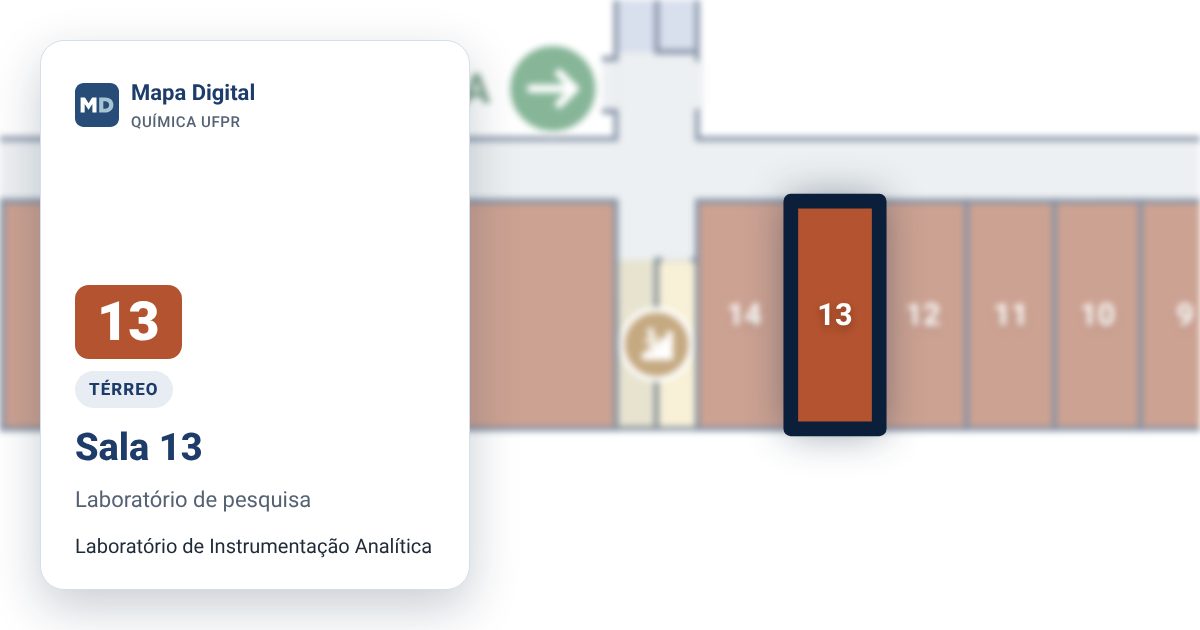 MD
Mapa Digital
QUÍMICA UFPR
A
13
TÉRREO
Sala 13
Laboratório de pesquisa
Laboratório de Instrumentação Analítica
14
13
12
11
10
9